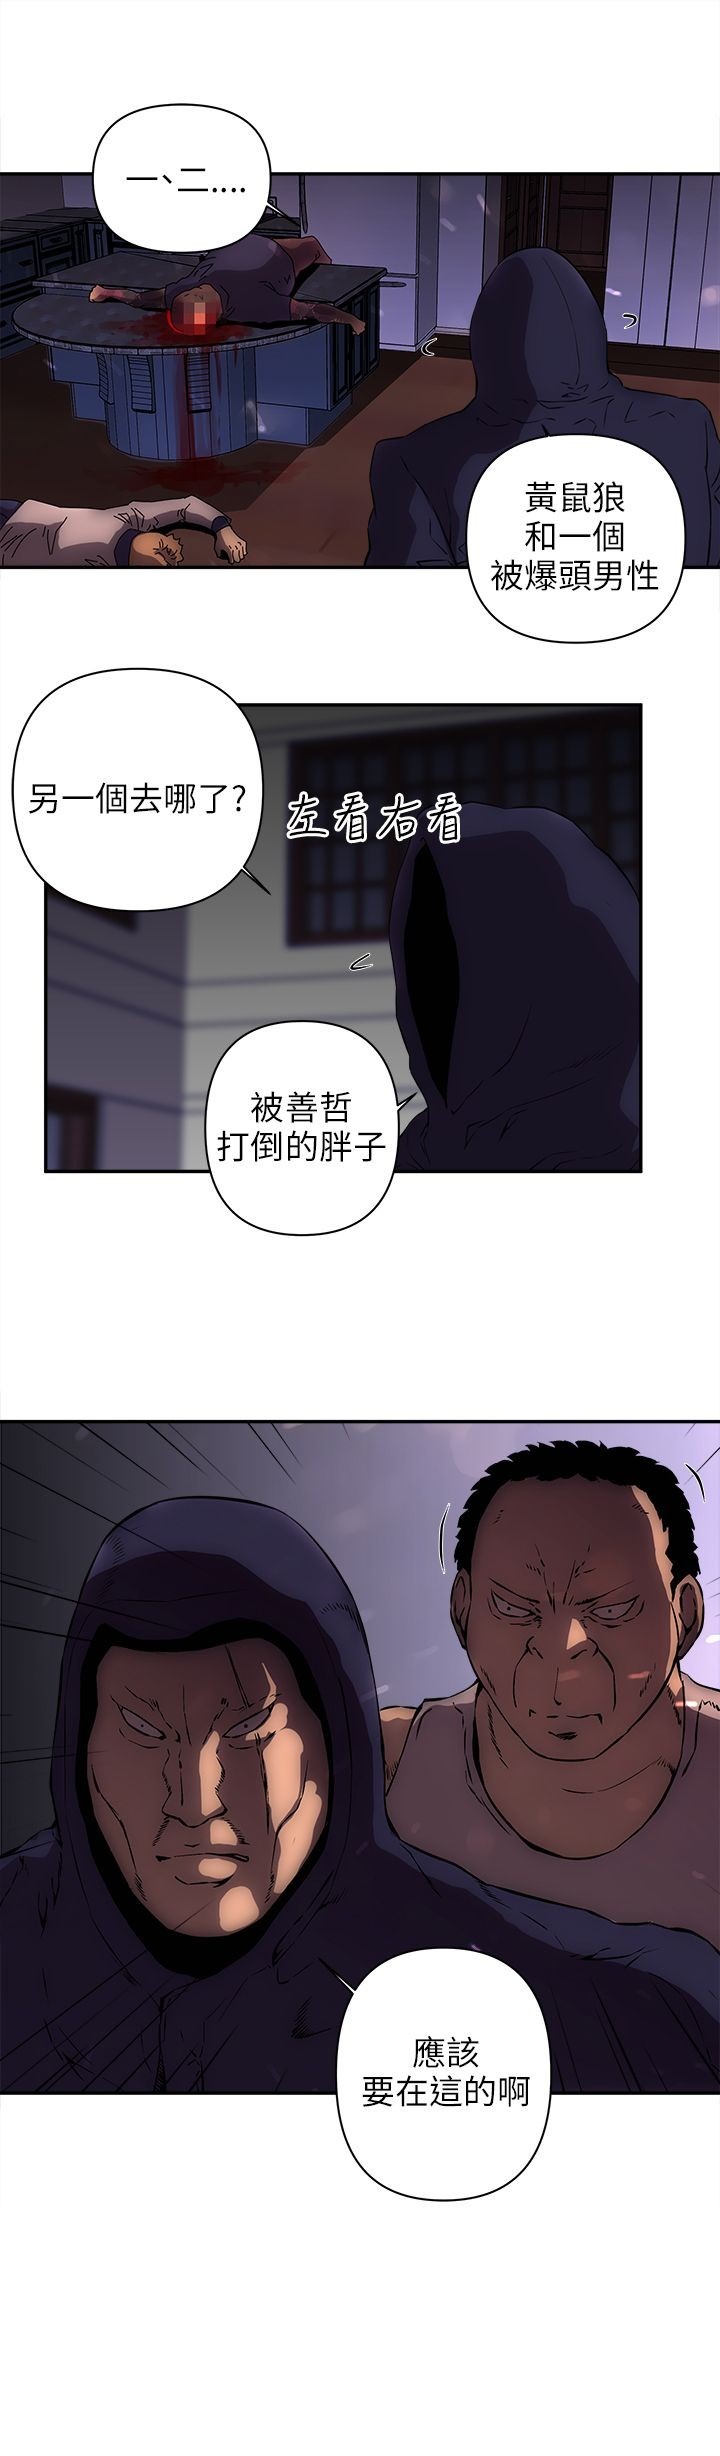 一、二....
黃鼠狼
和一個
被爆頭男性
另一個去哪了?
左看右看
被善哲
打倒的胖子
應該
要在這的啊